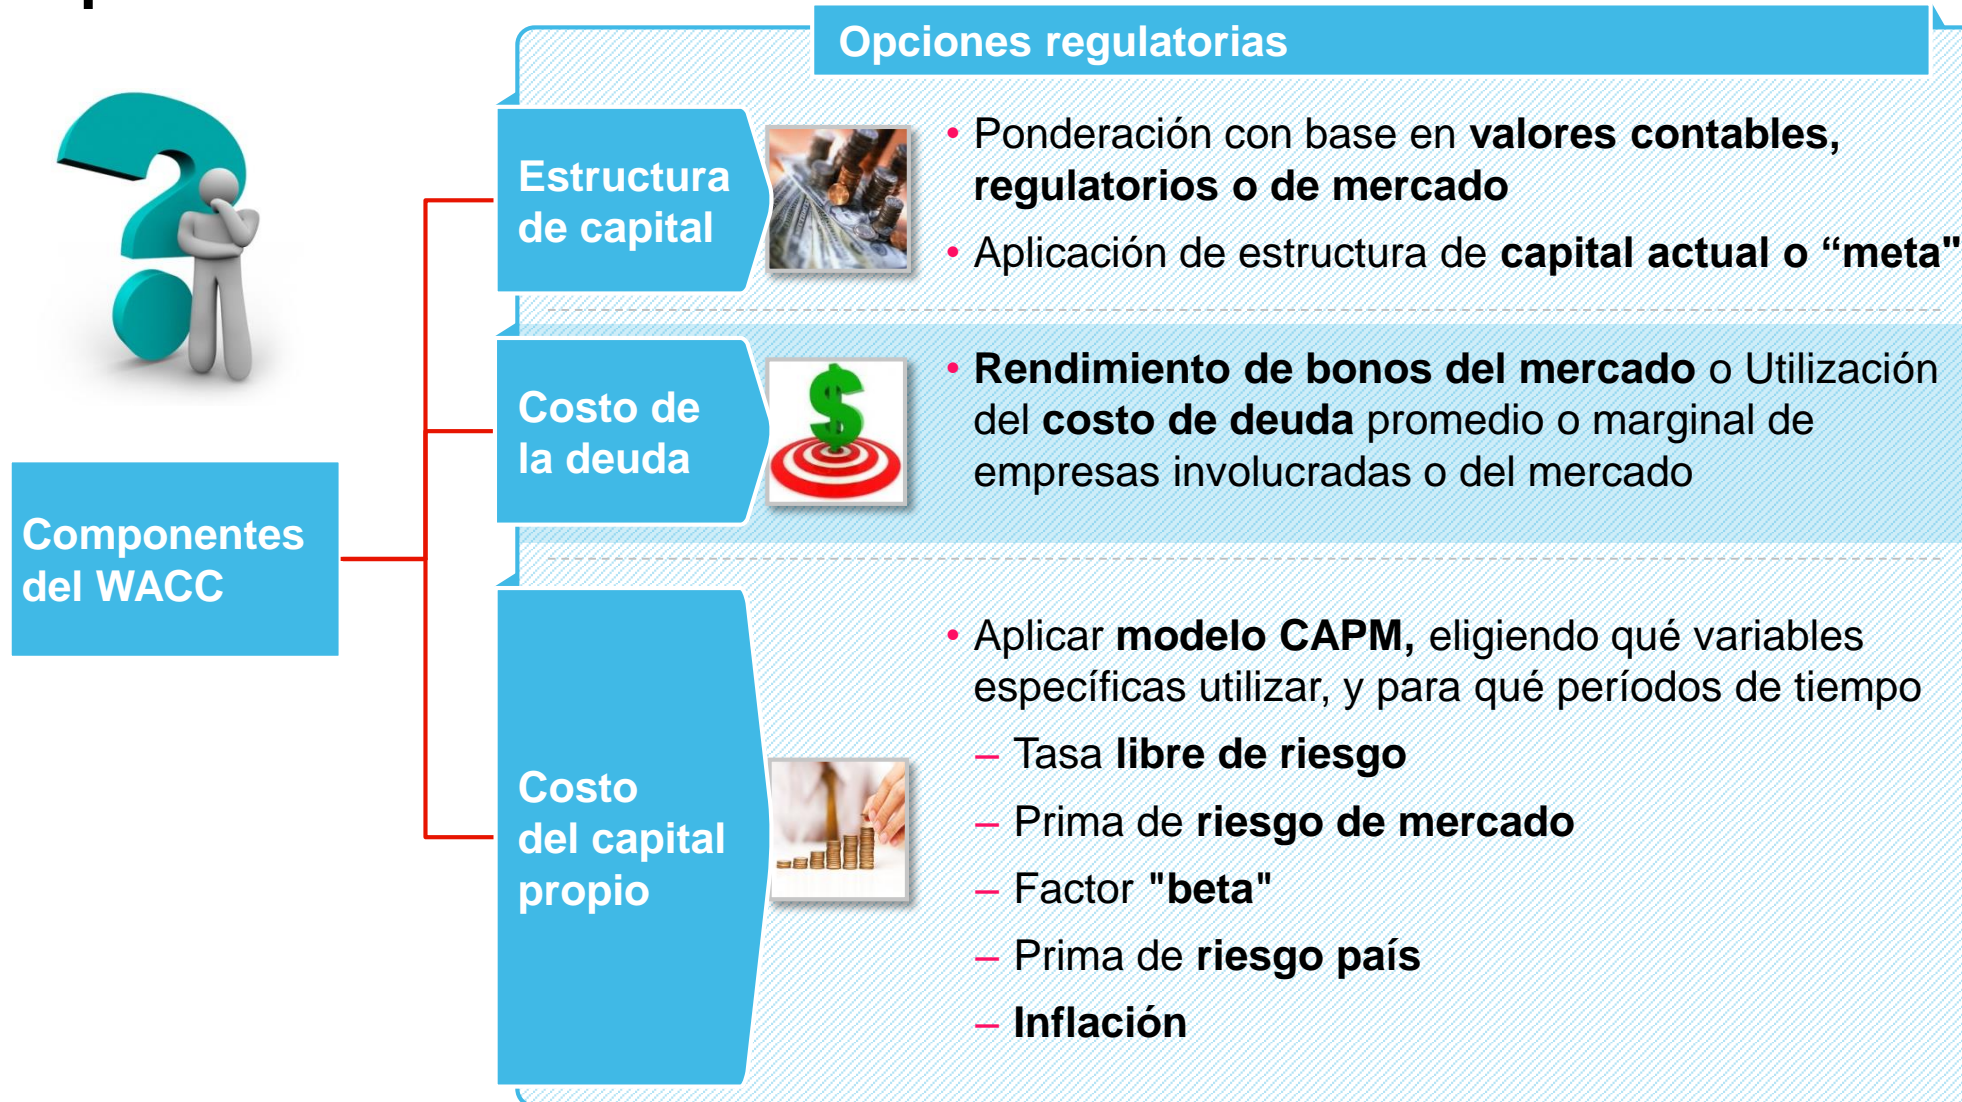 Opciones regulatorias
Componentes
del WACC
Estructura
de capital
• Ponderación con base en valores contables,
regulatorios o de mercado
• Aplicación de estructura de capital actual o “meta"
Costo de
la deuda
• Rendimiento de bonos del mercado o Utilización
del costo de deuda promedio o marginal de
empresas involucradas o del mercado
Costo
del capital
propio
• Aplicar modelo CAPM, eligiendo qué variables
específicas utilizar, y para qué períodos de tiempo
– Tasa libre de riesgo
– Prima de riesgo de mercado
– Factor "beta"
– Prima de riesgo país
– Inflación